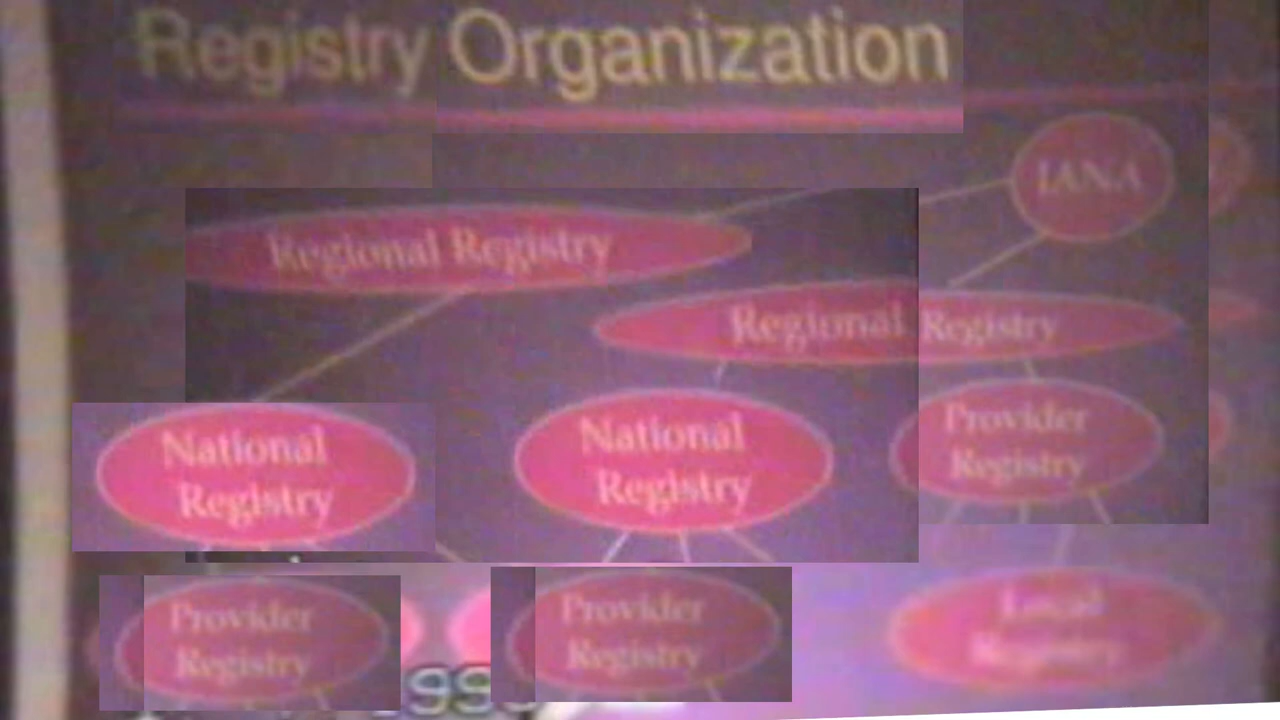 Registry Organization
IANA
Regional Registry
Regional Registry
National
Registry
National
Registry
Provider
Registry
Provider
Registry
Provider
Registry
Local
Registry